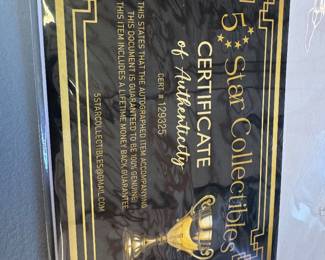 5 Star Collectibles
CERTIFICATE
of Authenticity
CERT # 129325
THIS STATES THAT THE AUTOGRAPHED ITEM ACCOMPANYING
THIS DOCUMENT IS GUARANTEED TO BE 100% GENUINE!
THIS ITEM INCLUDES A LIFETIME MONEY BACK GUARANTEE.
5STARCOLLECTIBLES@GMAIL.COM